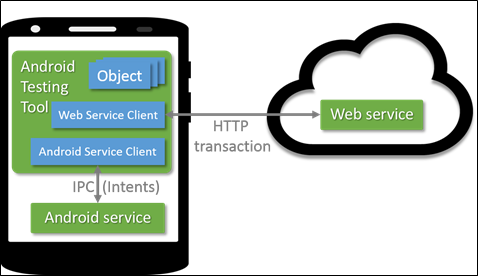 Android
Testing
Tool
Object
Web Service Client
Android Service Client
IPC (Intents)
Android service
HTTP
transaction
Web service